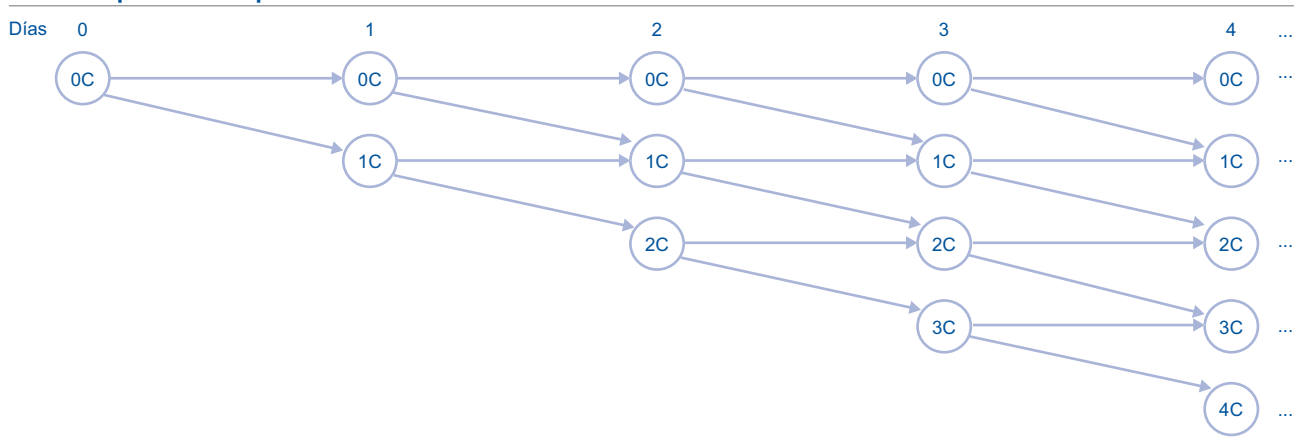 Días 0 1 2 3 4 ...
0C 0C 0C 0C 0C ...
1C 1C 1C 1C ...
2C 2C 2C ...
3C 3C ...
4C ...